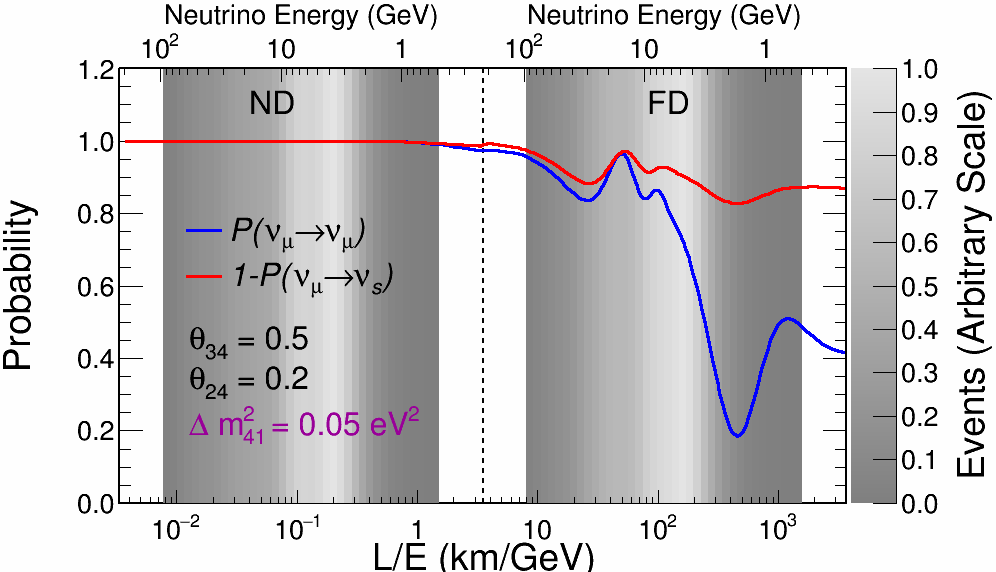 Neutrino Energy (GeV) Neutrino Energy (GeV)
10² 10 1 10² 10 1
1.2
1.0
0.8
0.6
0.4
0.2
0.0
Probability
ND FD
P(νμ→νμ)
1-P(νμ→νs)
θ34 = 0.5
θ24 = 0.2
Δ m²41 = 0.05 eV²
10⁻² 10⁻¹ 1 10 10² 10³
L/E (km/GeV)
1.0
0.9
0.8
0.7
0.6
0.5
0.4
0.3
0.2
0.1
0.0
Events (Arbitrary Scale)